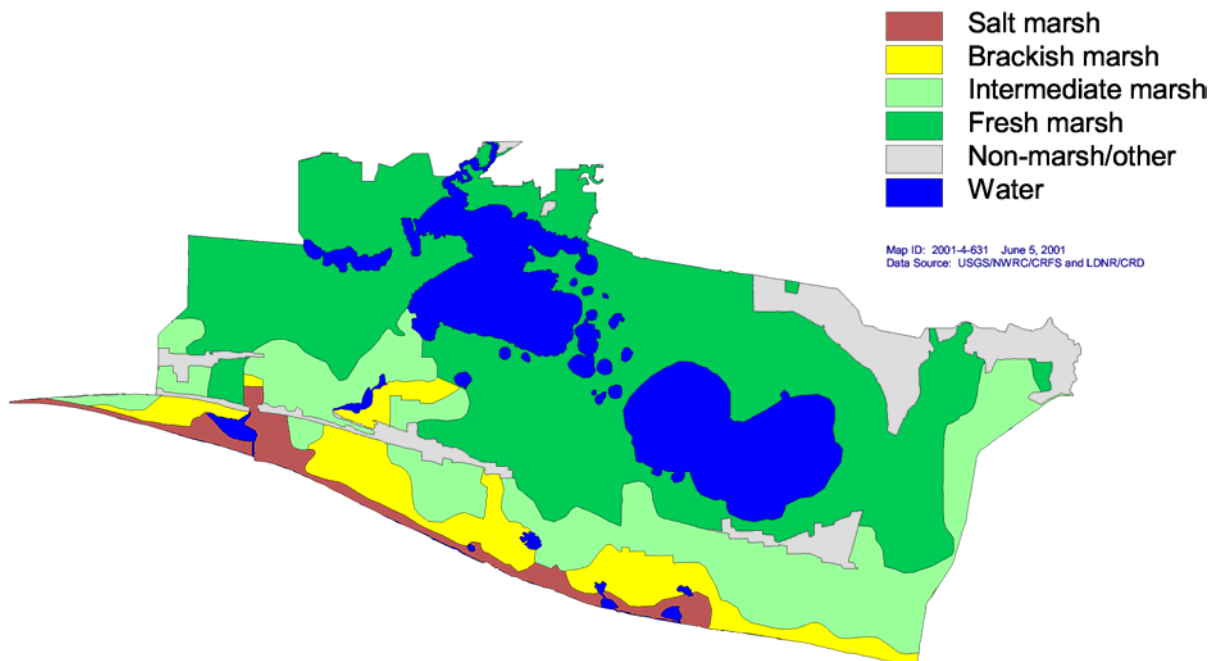 Salt marsh
Brackish marsh
Intermediate marsh
Fresh marsh
Non-marsh/other
Water
Map ID: 2001-4-631 June 5, 2001
Data Source: USGS/NWRC/CRFS and LDNR/CRD